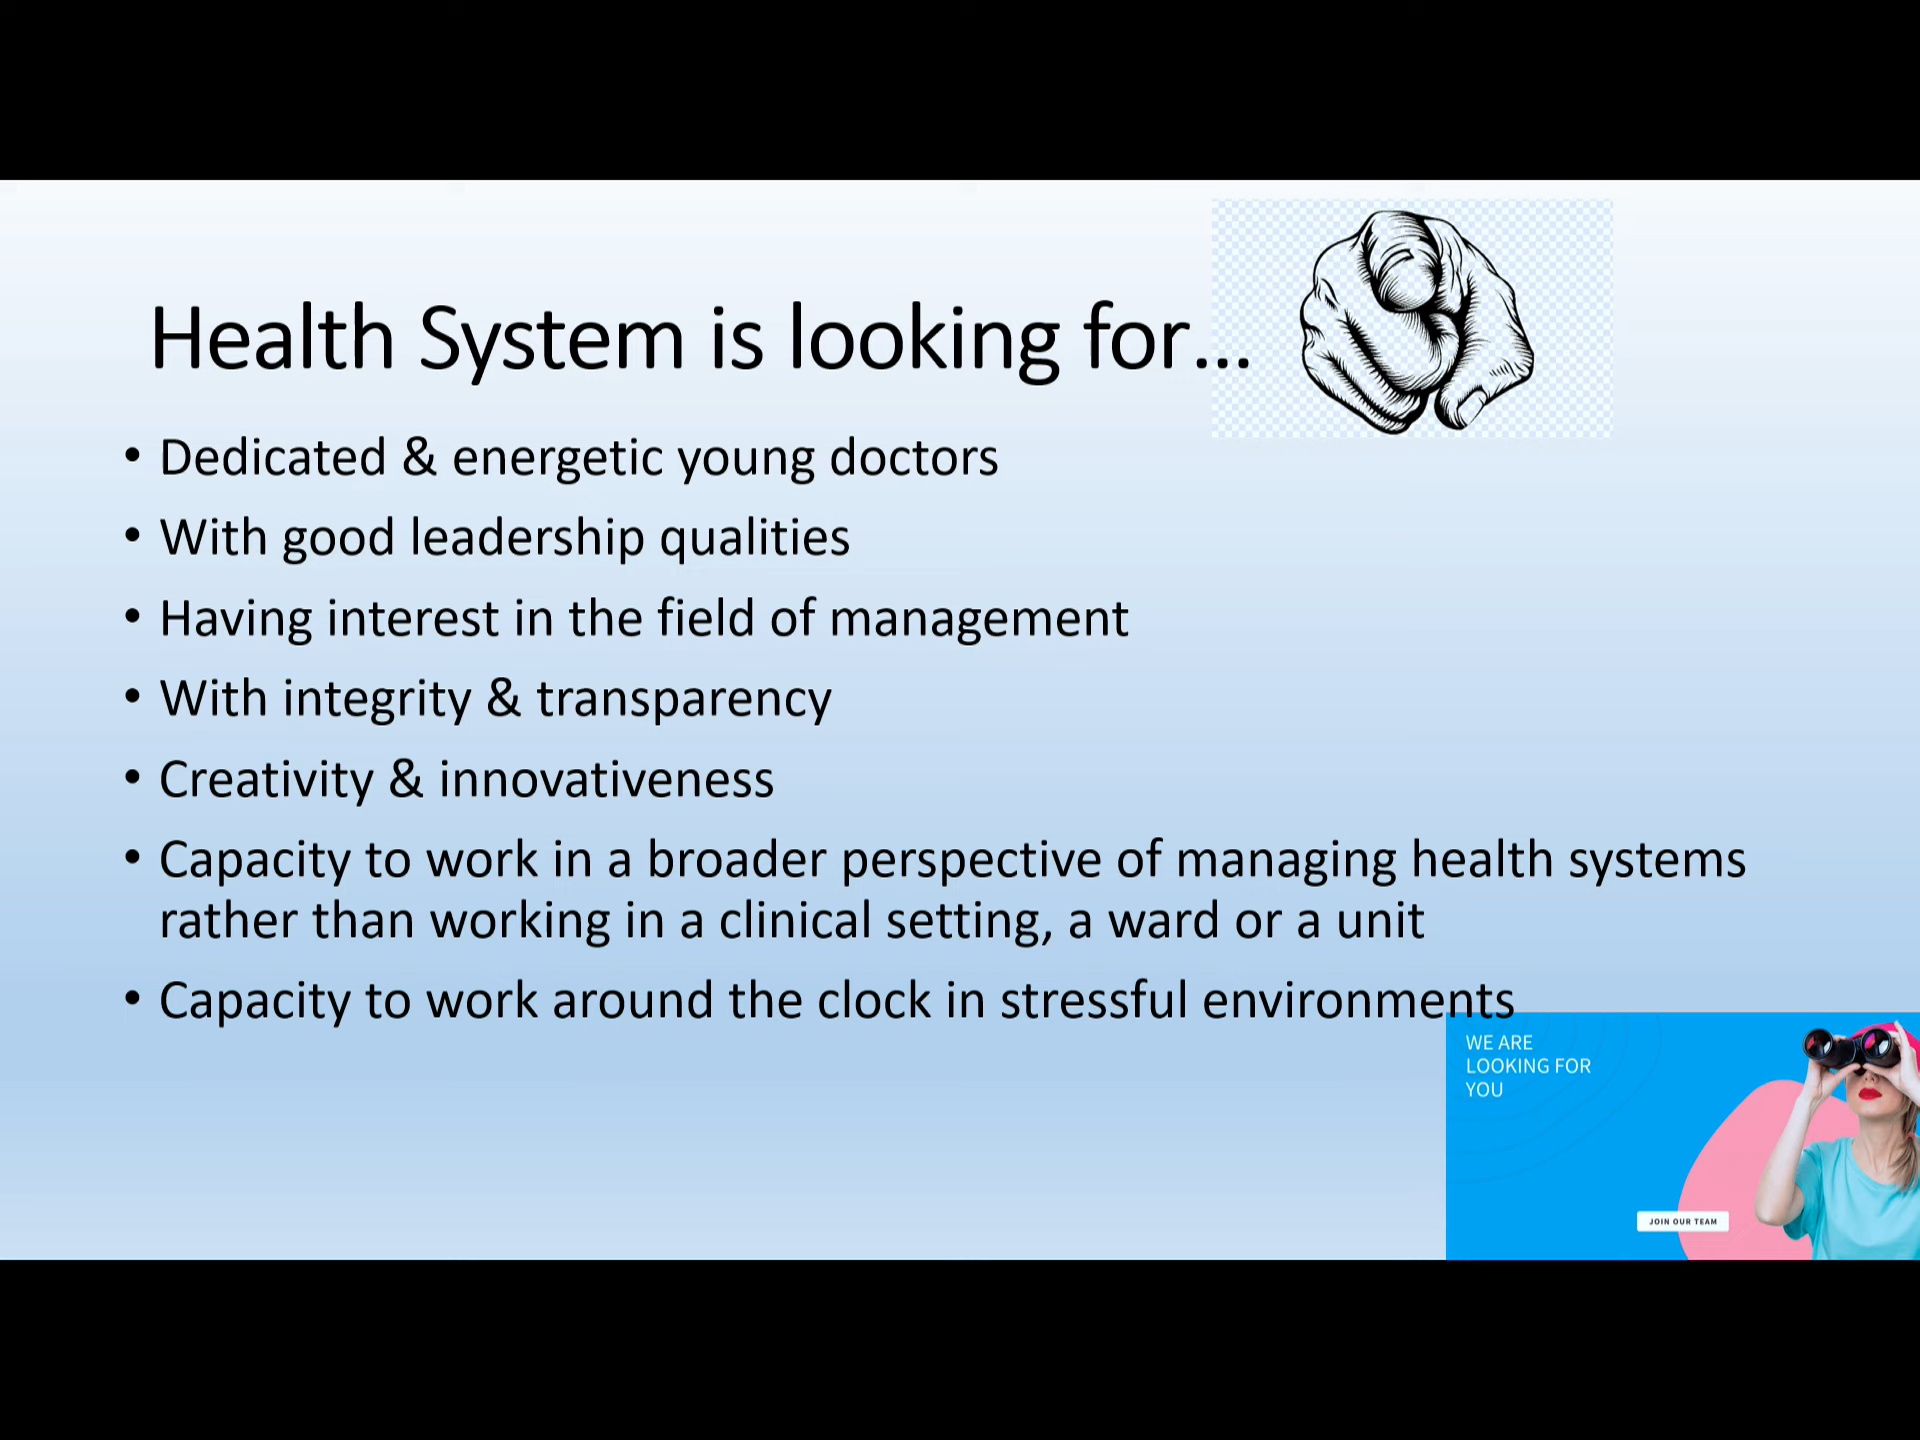 Health System is looking for...
• Dedicated & energetic young doctors
• With good leadership qualities
• Having interest in the field of management
• With integrity & transparency
• Creativity & innovativeness
• Capacity to work in a broader perspective of managing health systems
rather than working in a clinical setting, a ward or a unit
• Capacity to work around the clock in stressful environments
WE ARE
LOOKING FOR
YOU
JOIN OUR TEAM